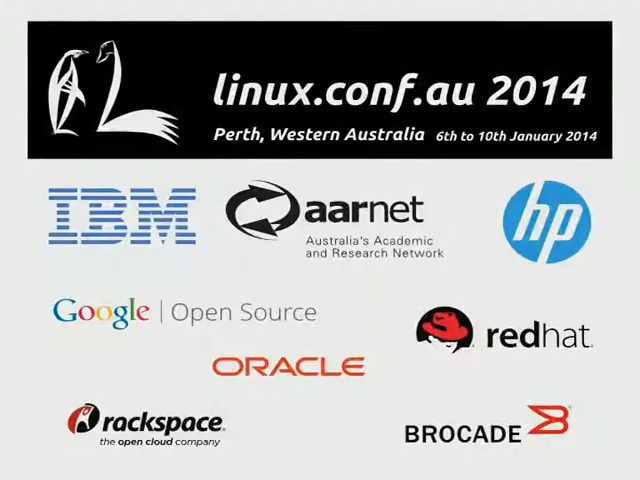 linux.conf.au 2014
Perth, Western Australia 6th to 10th January 2014
IBM
aarnet
Australia's Academic
and Research Network
hp
Google | Open Source
redhat.
ORACLE
rackspace
the open cloud company
BROCADE